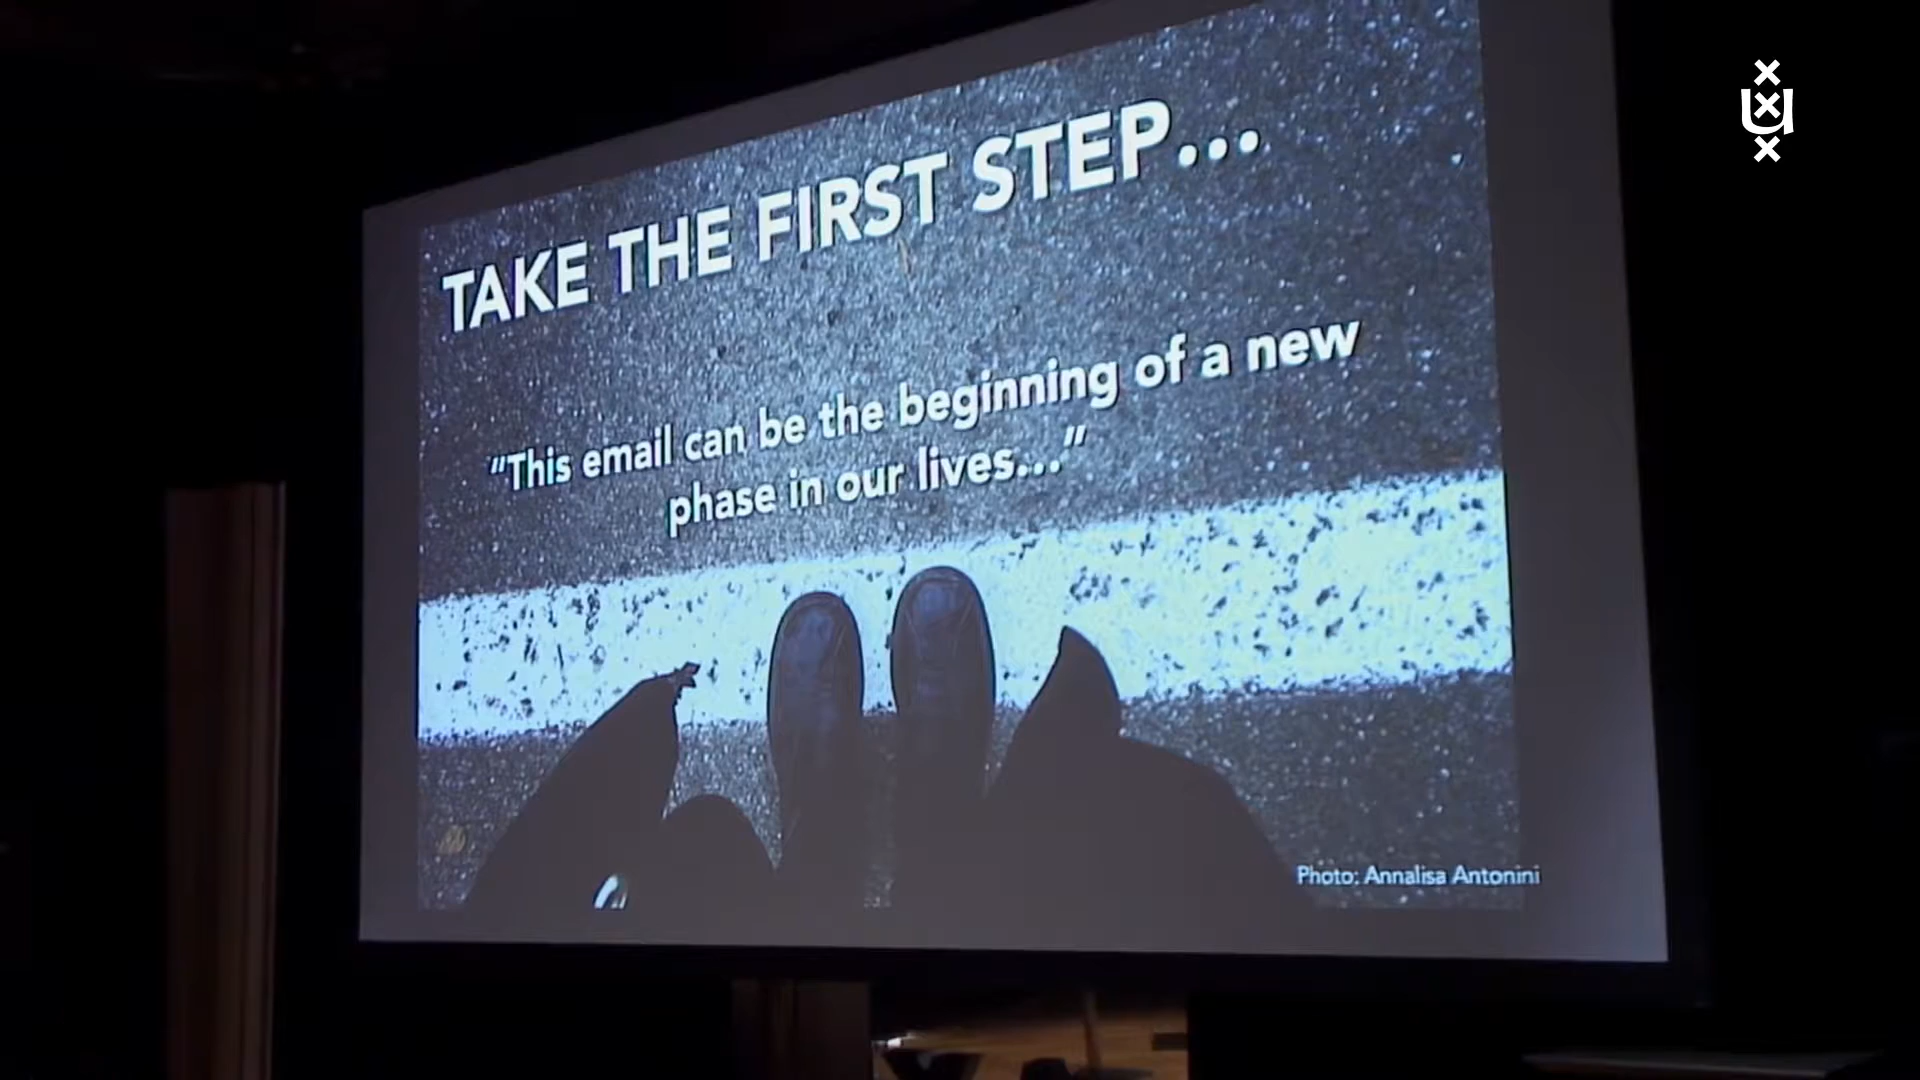 TAKE THE FIRST STEP...
"This email can be the beginning of a new
phase in our lives..."
Photo: Annalisa Antonini